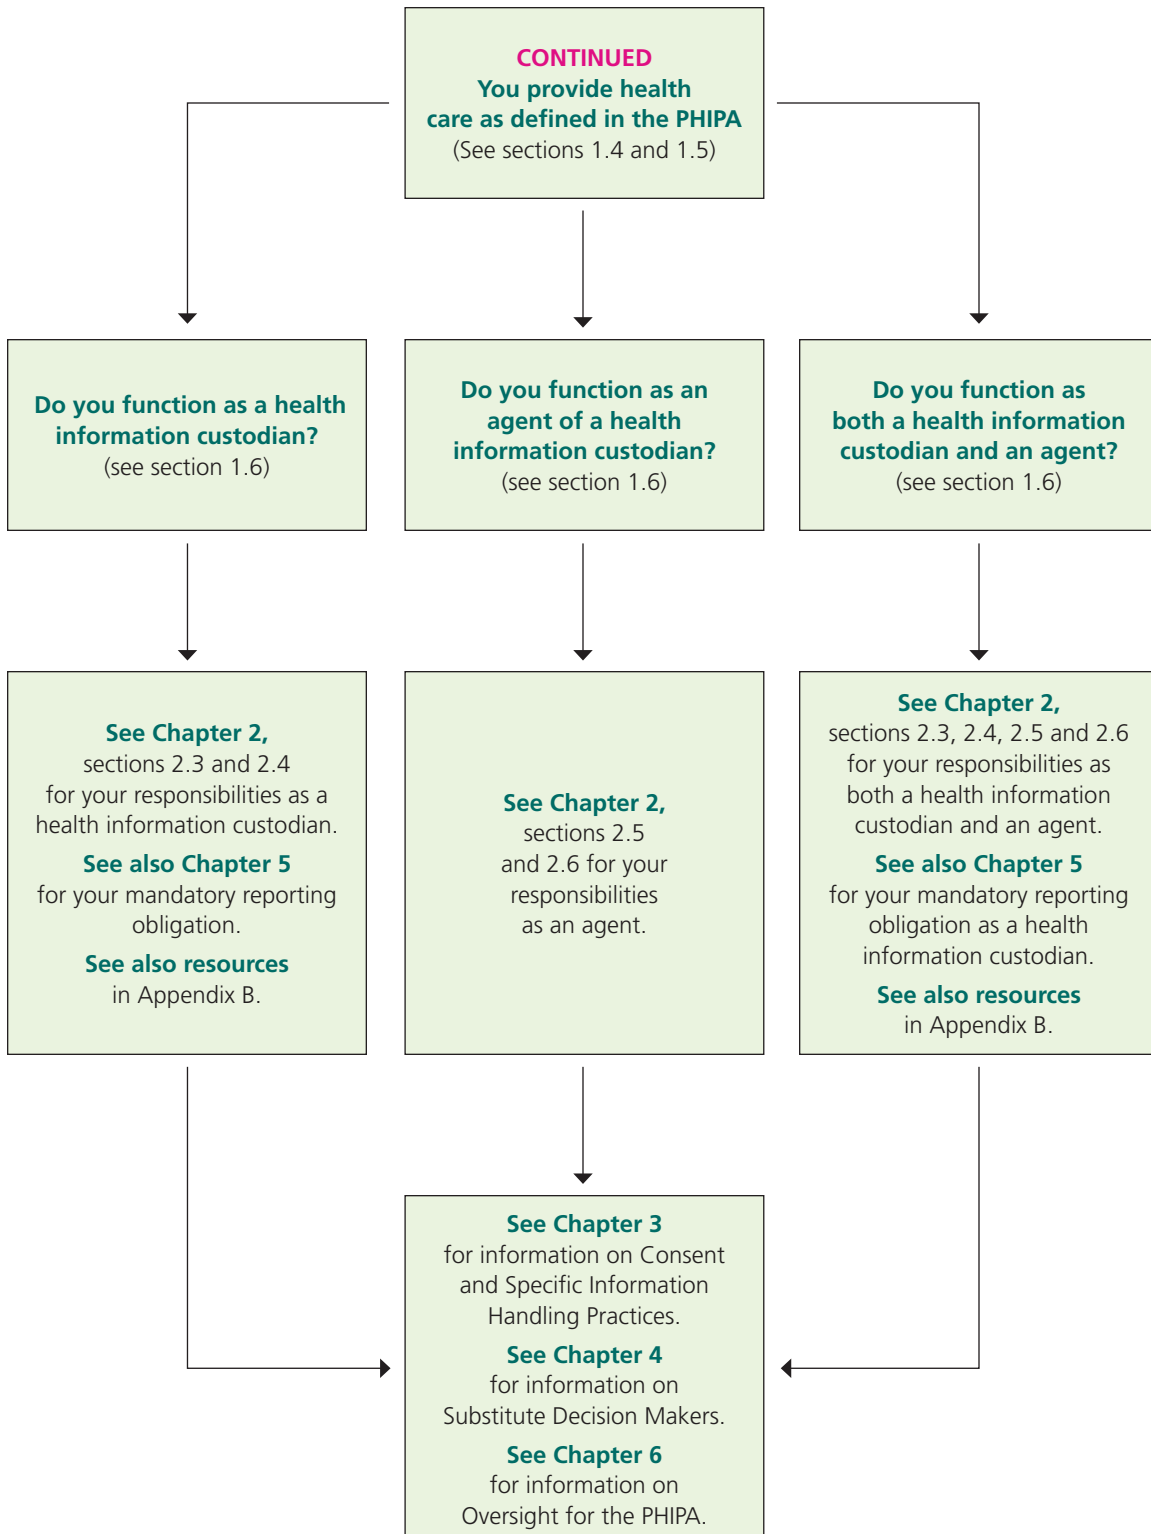 CONTINUED
You provide health
care as defined in the PHIPA
(See sections 1.4 and 1.5)
Do you function as a health
information custodian?
(see section 1.6)
Do you function as an
agent of a health
information custodian?
(see section 1.6)
Do you function as
both a health information
custodian and an agent?
(see section 1.6)
See Chapter 2,
sections 2.3 and 2.4
for your responsibilities as a
health information custodian.
See also Chapter 5
for your mandatory reporting
obligation.
See also resources
in Appendix B.
See Chapter 2,
sections 2.5
and 2.6 for your
responsibilities
as an agent.
See Chapter 2,
sections 2.3, 2.4, 2.5 and 2.6
for your responsibilities as
both a health information
custodian and an agent.
See also Chapter 5
for your mandatory reporting
obligation as a health
information custodian.
See also resources
in Appendix B.
See Chapter 3
for information on Consent
and Specific Information
Handling Practices.
See Chapter 4
for information on
Substitute Decision Makers.
See Chapter 6
for information on
Oversight for the PHIPA.